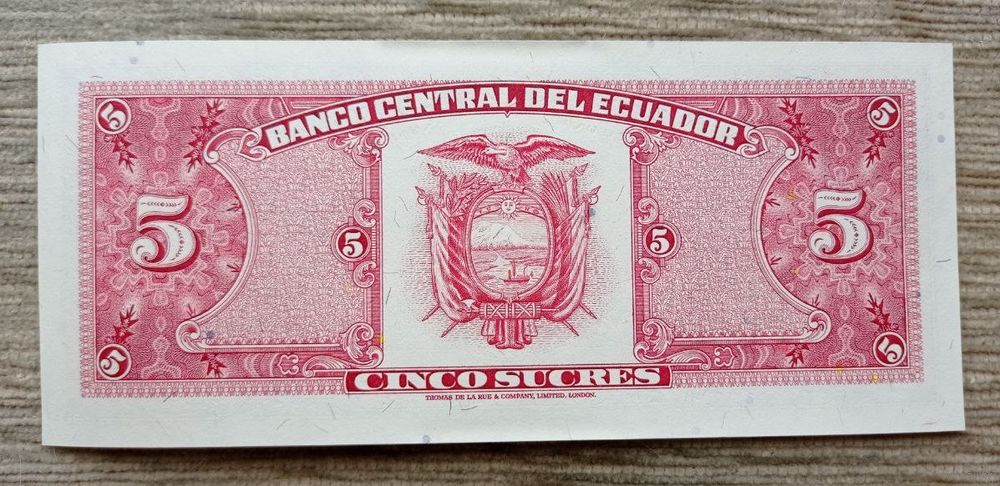 BANCO CENTRAL DEL ECUADOR
5 5
5 5 5 5
5 5
CINCO SUCRES
THOMAS DE LA RUE & COMPANY, LIMITED, LONDON.